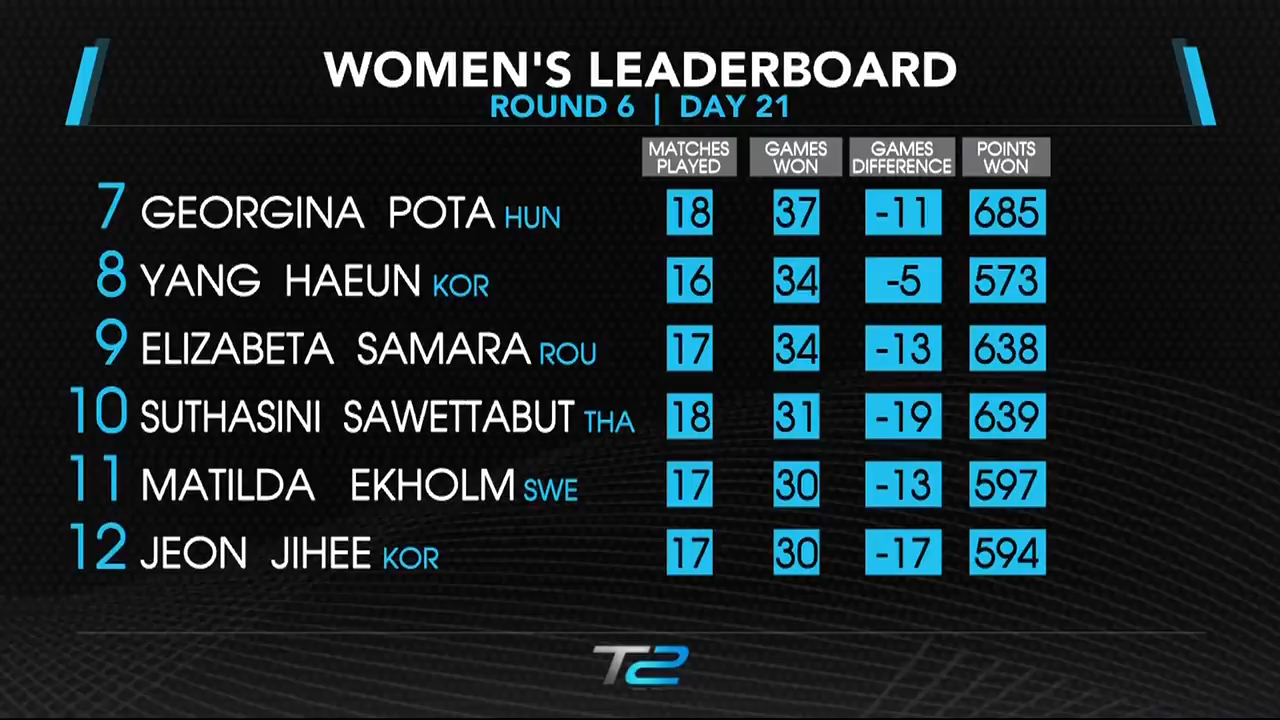 WOMEN'S LEADERBOARD
ROUND 6 | DAY 21
MATCHES PLAYED GAMES WON GAMES DIFFERENCE POINTS WON
7 GEORGINA POTA HUN 18 37 -11 685
8 YANG HAEUN KOR 16 34 -5 573
9 ELIZABETA SAMARA ROU 17 34 -13 638
10 SUTHASINI SAWETTABUT THA 18 31 -19 639
11 MATILDA EKHOLM SWE 17 30 -13 597
12 JEON JIHEE KOR 17 30 -17 594
T2